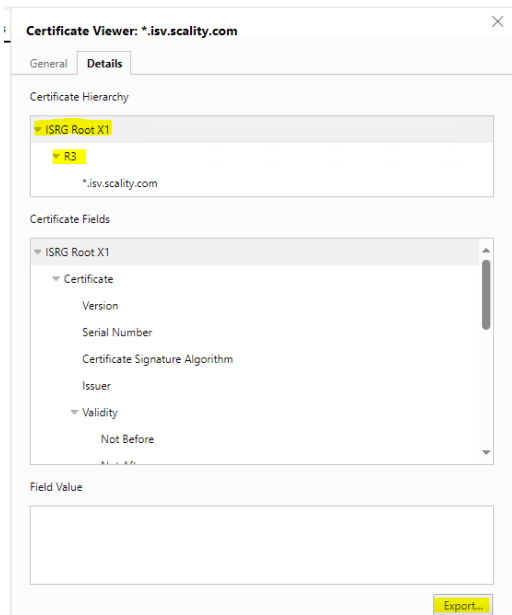 Certificate Viewer: *.isv.scality.com
General Details
Certificate Hierarchy
ISRG Root X1
R3
*.isv.scality.com
Certificate Fields
ISRG Root X1
Certificate
Version
Serial Number
Certificate Signature Algorithm
Issuer
Validity
Not Before
Field Value
Export...